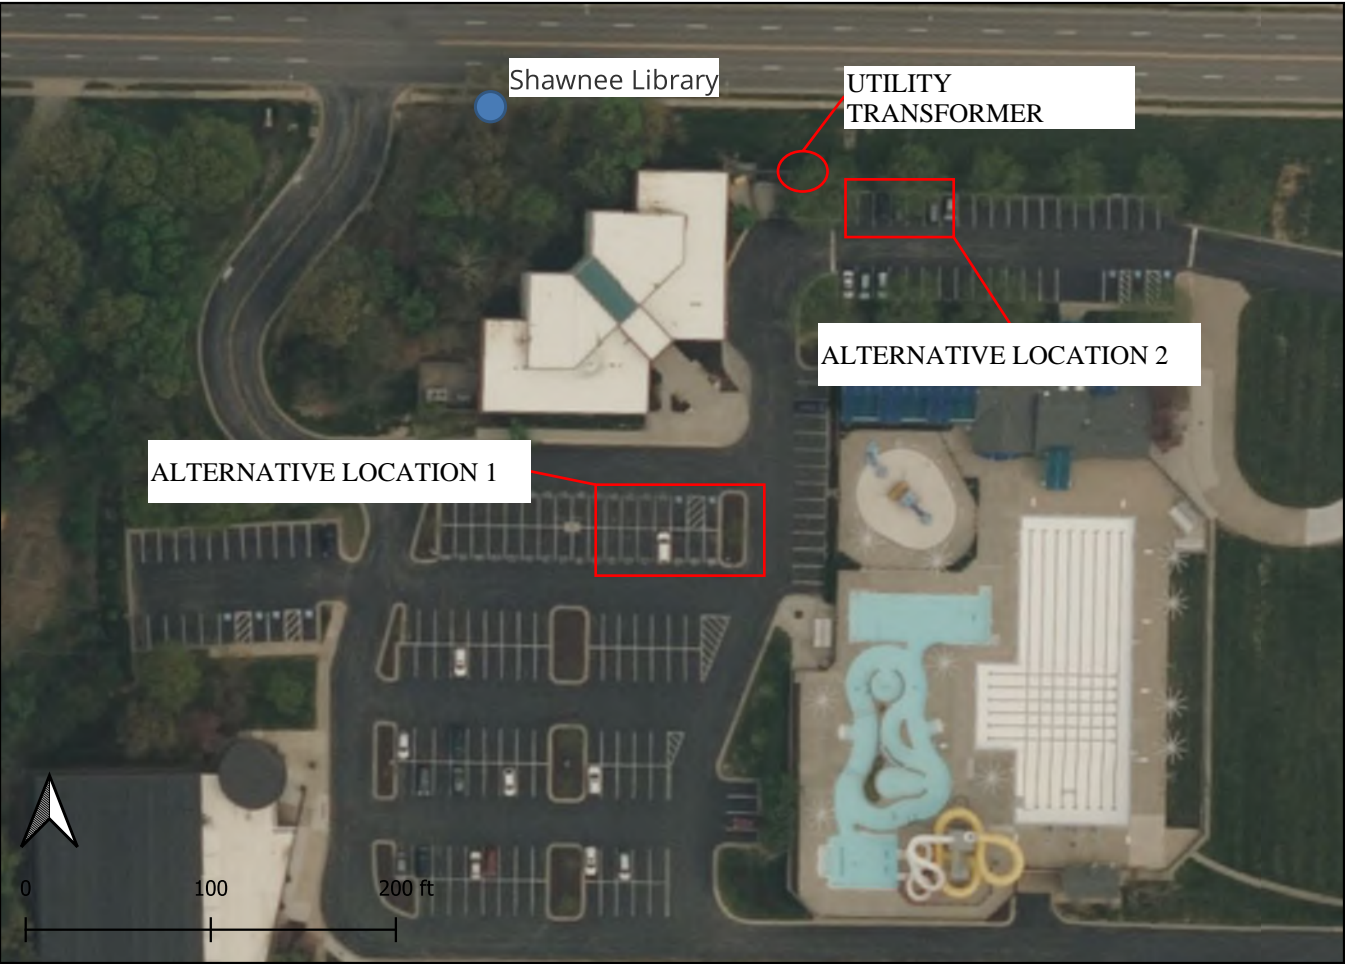 Shawnee Library
UTILITY
TRANSFORMER
ALTERNATIVE LOCATION 2
ALTERNATIVE LOCATION 1
0 100 200 ft